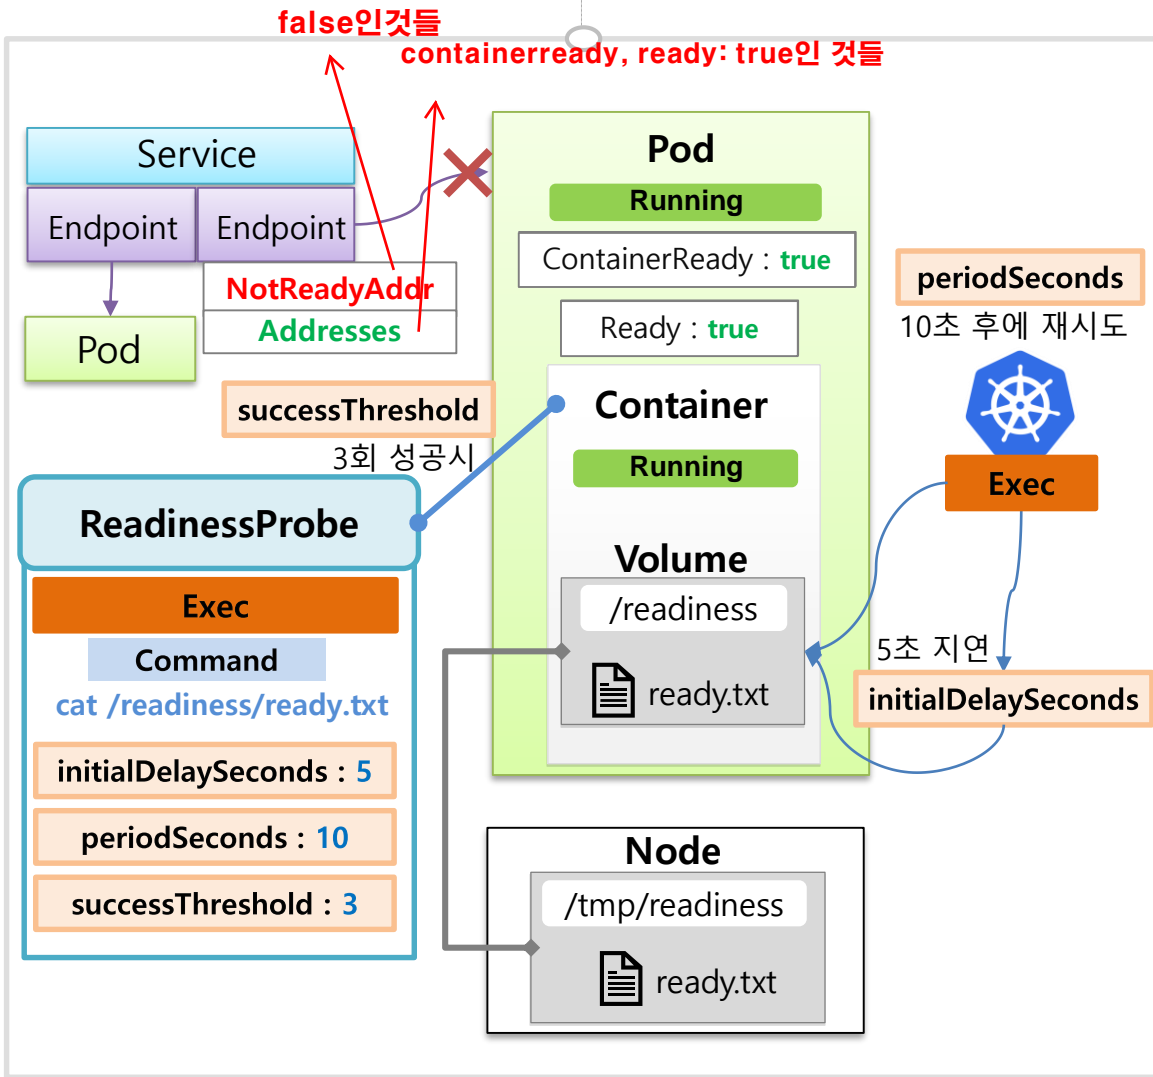 false인것들
containerready, ready: true인 것들
Service
Endpoint
Endpoint
NotReadyAddr
Addresses
Pod
Pod
Running
ContainerReady : true
Ready : true
Container
Running
Volume
/readiness
ready.txt
periodSeconds
10초 후에 재시도
Exec
5초 지연
initialDelaySeconds
successThreshold
3회 성공시
ReadinessProbe
Exec
Command
cat /readiness/ready.txt
initialDelaySeconds : 5
periodSeconds : 10
successThreshold : 3
Node
/tmp/readiness
ready.txt